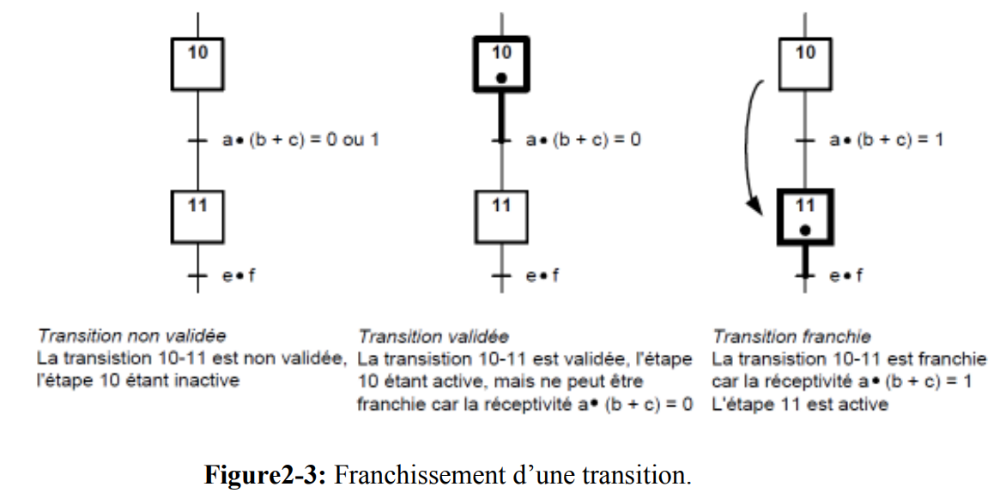 10
a• (b + c) = 0 ou 1
11
e•f
Transition non validée
La transistion 10-11 est non validée,
l'étape 10 étant inactive
10
a• (b + c) = 0
11
e•f
Transition validée
La transistion 10-11 est validée, l'étape
10 étant active, mais ne peut être
franchie car la réceptivité a• (b + c) = 0
10
a• (b + c) = 1
11
e•f
Transition franchie
La transistion 10-11 est franchie
car la réceptivité a• (b + c) = 1
L'étape 11 est active
Figure2-3: Franchissement d’une transition.